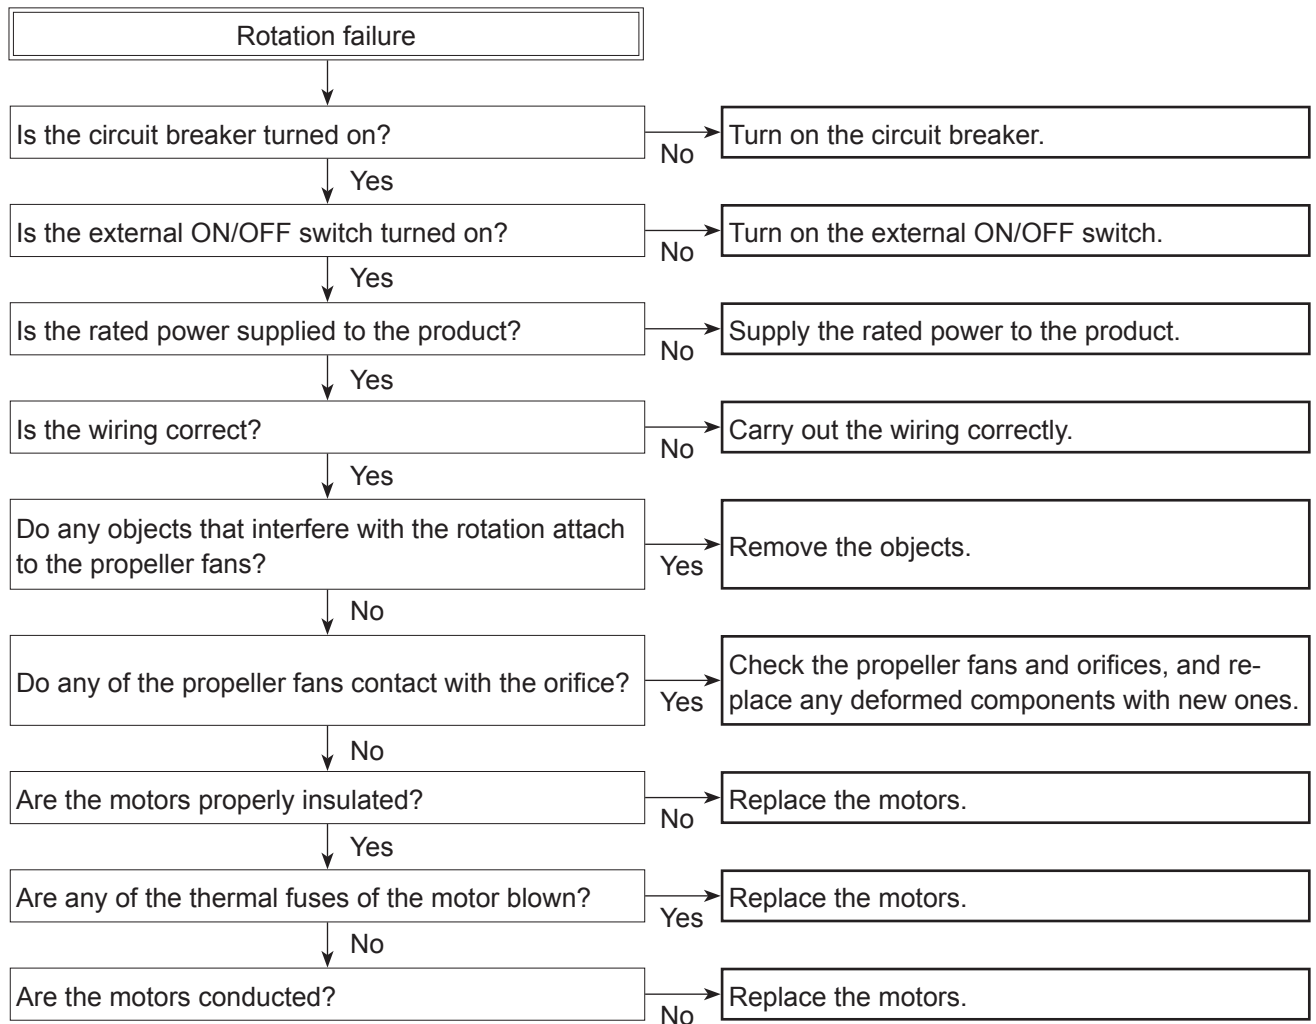 Rotation failure
Is the circuit breaker turned on?
No
Turn on the circuit breaker.
Yes
Is the external ON/OFF switch turned on?
No
Turn on the external ON/OFF switch.
Yes
Is the rated power supplied to the product?
No
Supply the rated power to the product.
Yes
Is the wiring correct?
No
Carry out the wiring correctly.
Yes
Do any objects that interfere with the rotation attach
to the propeller fans?
Yes
Remove the objects.
No
Do any of the propeller fans contact with the orifice?
Yes
Check the propeller fans and orifices, and re-
place any deformed components with new ones.
No
Are the motors properly insulated?
No
Replace the motors.
Yes
Are any of the thermal fuses of the motor blown?
Yes
Replace the motors.
No
Are the motors conducted?
No
Replace the motors.